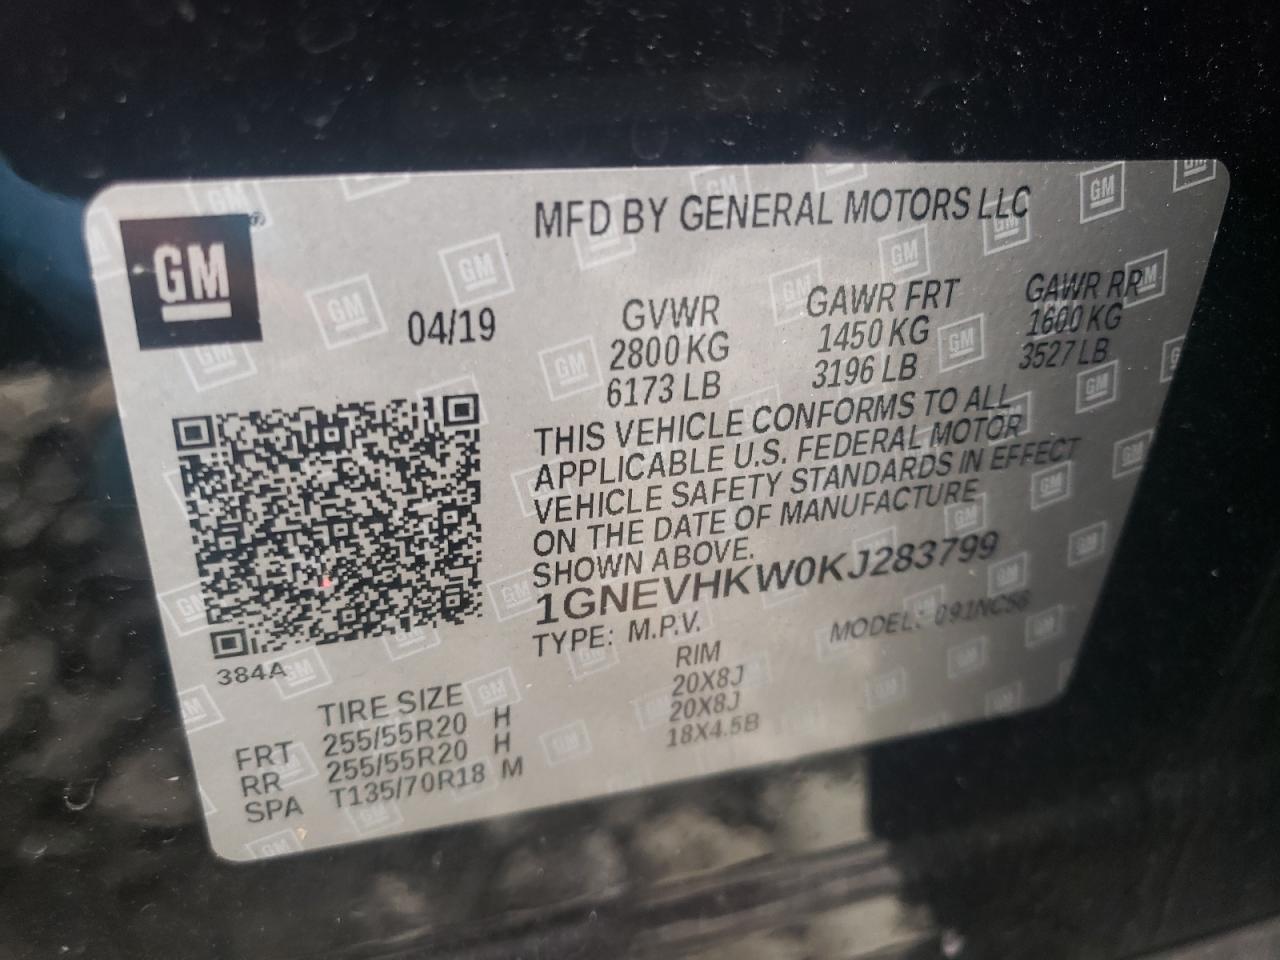 GM
MFD BY GENERAL MOTORS LLC
04/19
GVWR GAWR FRT GAWR RR
2800 KG 1450 KG 1600 KG
6173 LB 3196 LB 3527 LB
THIS VEHICLE CONFORMS TO ALL
APPLICABLE U.S. FEDERAL MOTOR
VEHICLE SAFETY STANDARDS IN EFFECT
ON THE DATE OF MANUFACTURE
SHOWN ABOVE.
1GNEVHKW0KJ283799
TYPE: M.P.V. MODEL: 091NC56
384A
TIRE SIZE RIM
FRT 255/55R20 H 20X8J
RR 255/55R20 H 20X8J
SPA T135/70R18 M 18X4.5B